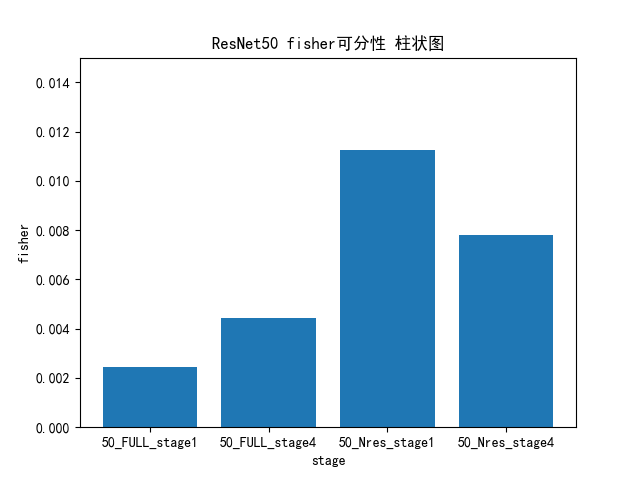 ResNet50 fisher可分性 柱状图
0.014
0.012
0.010
0.008
0.006
0.004
0.002
0.000
fisher
50_FULL_stage1 50_FULL_stage4 50_Nres_stage1 50_Nres_stage4
stage